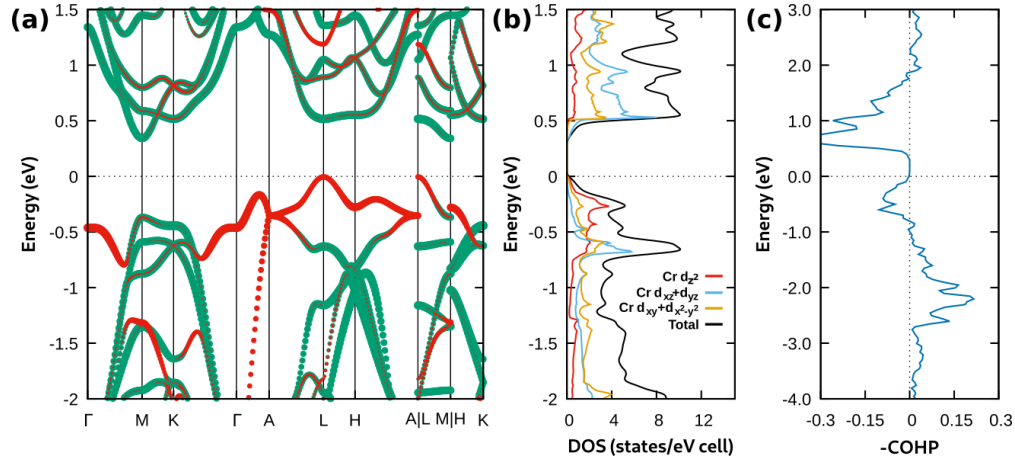 (a)
Energy (eV)
1.5
1
0.5
0
-0.5
-1
-1.5
-2
Γ M K Γ A L H A|L M|H K
(b)
Energy (eV)
1.5
1
0.5
0
-0.5
-1
-1.5
-2
Cr dz²
Cr dxz+dyz
Cr dxy+dx²-y²
Total
0 4 8 12
DOS (states/eV cell)
(c)
Energy (eV)
3.0
2.0
1.0
0.0
-1.0
-2.0
-3.0
-4.0
-0.3 -0.15 0 0.15 0.3
-COHP